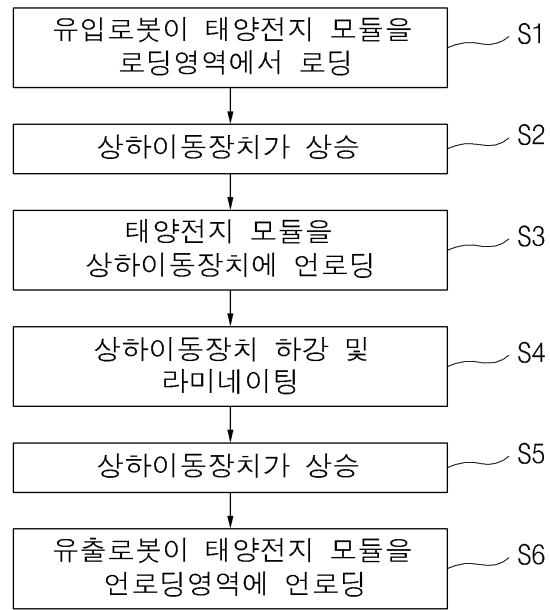 유입로봇이 태양전지 모듈을
로딩영역에서 로딩
S1
상하이동장치가 상승
S2
태양전지 모듈을
상하이동장치에 언로딩
S3
상하이동장치 하강 및
라미네이팅
S4
상하이동장치가 상승
S5
유출로봇이 태양전지 모듈을
언로딩영역에 언로딩
S6